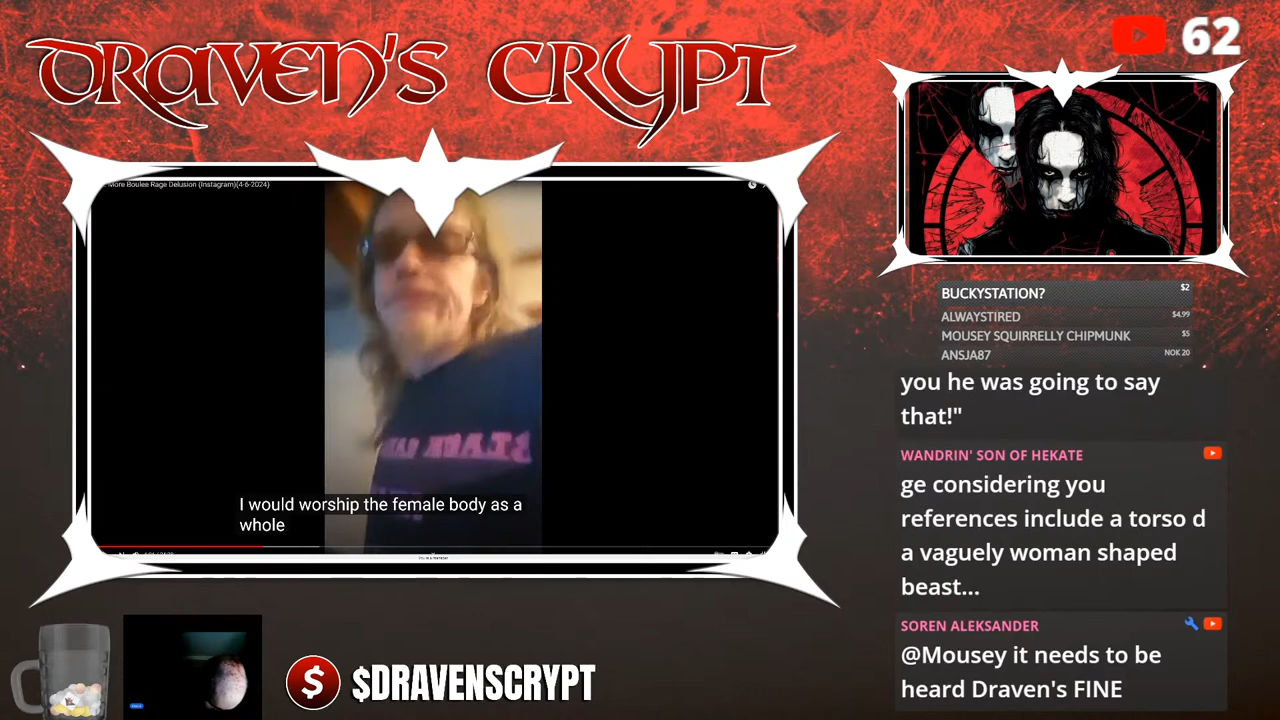 DRAVEN'S CRYPT
62
More Boulee Rage Delusion (Instagram)(4-6-2024)
I would worship the female body as a
whole
BUCKYSTATION? $2
ALWAYSTIRED $4.99
MOUSEY SQUIRRELLY CHIPMUNK $5
ANSJA87 NOK 20
you he was going to say
that!"
WANDRIN' SON OF HEKATE
ge considering you
references include a torso d
a vaguely woman shaped
beast...
SOREN ALEKSANDER
@Mousey it needs to be
heard Draven's FINE
$ $DRAVENSCRYPT